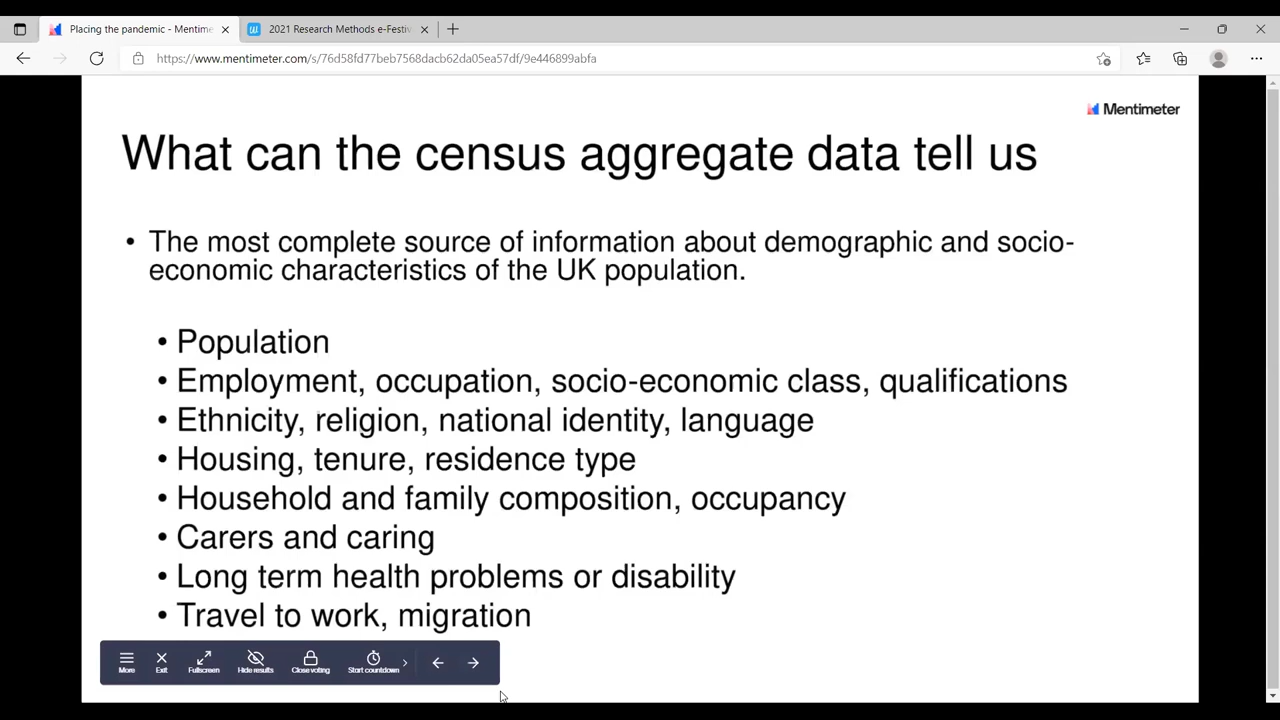 Placing the pandemic - Mentime
2021 Research Methods e-Festiv
https://www.mentimeter.com/s/76d58fd77beb7568dacb62da05ea57df/9e446899abfa
Mentimeter
What can the census aggregate data tell us
• The most complete source of information about demographic and socio-
economic characteristics of the UK population.
• Population
• Employment, occupation, socio-economic class, qualifications
• Ethnicity, religion, national identity, language
• Housing, tenure, residence type
• Household and family composition, occupancy
• Carers and caring
• Long term health problems or disability
• Travel to work, migration
More Exit Fullscreen Hide results Close voting Start countdown